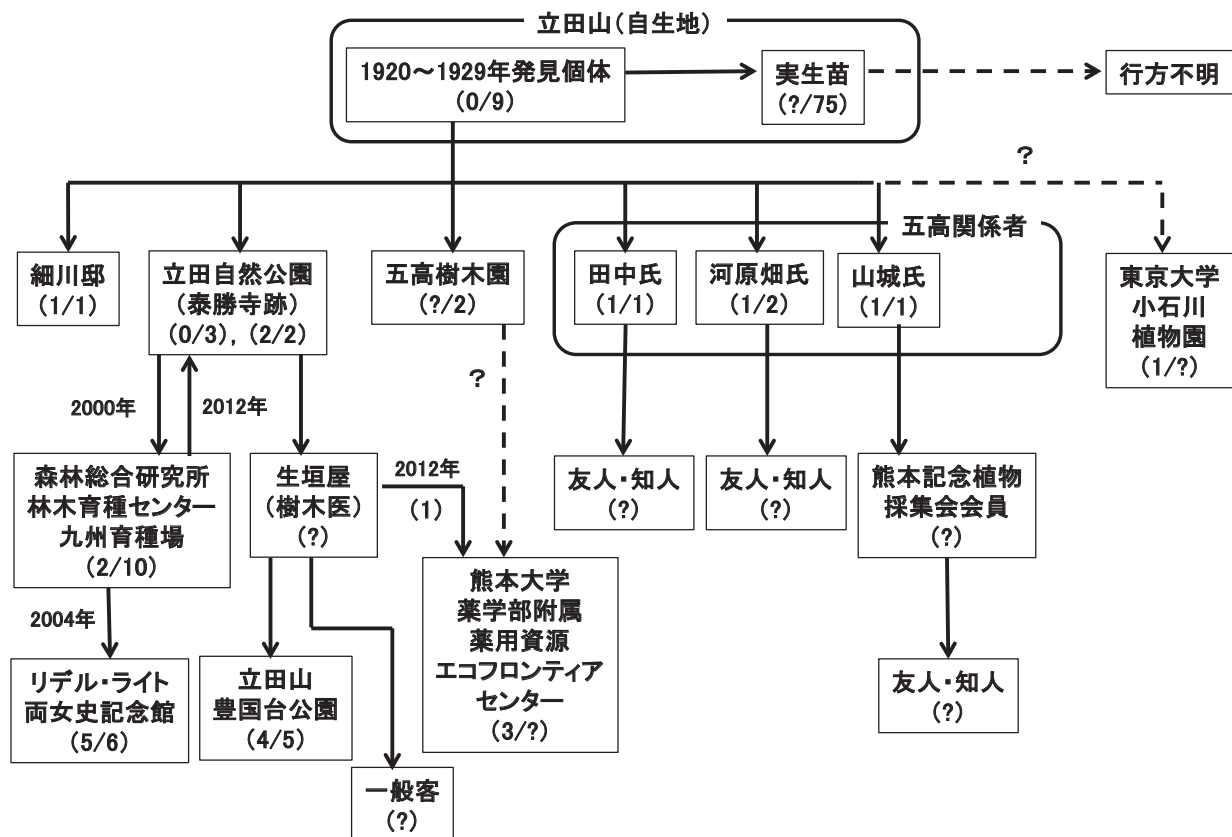 立田山(自生地)
1920~1929年発見個体
(0/9)
実生苗
(?/75)
行方不明
?
五高関係者
細川邸
(1/1)
立田自然公園
(泰勝寺跡)
(0/3), (2/2)
五高樹木園
(?/2)
田中氏
(1/1)
河原畑氏
(1/2)
山城氏
(1/1)
東京大学
小石川
植物園
(1/?)
?
2000年
2012年
森林総合研究所
林木育種センター
九州育種場
(2/10)
生垣屋
(樹木医)
(?)
2012年
(1)
友人・知人
(?)
友人・知人
(?)
熊本記念植物
採集会会員
(?)
2004年
リデル・ライト
両女史記念館
(5/6)
立田山
豊国台公園
(4/5)
熊本大学
薬学部附属
薬用資源
エコフロンティア
センター
(3/?)
友人・知人
(?)
一般客
(?)